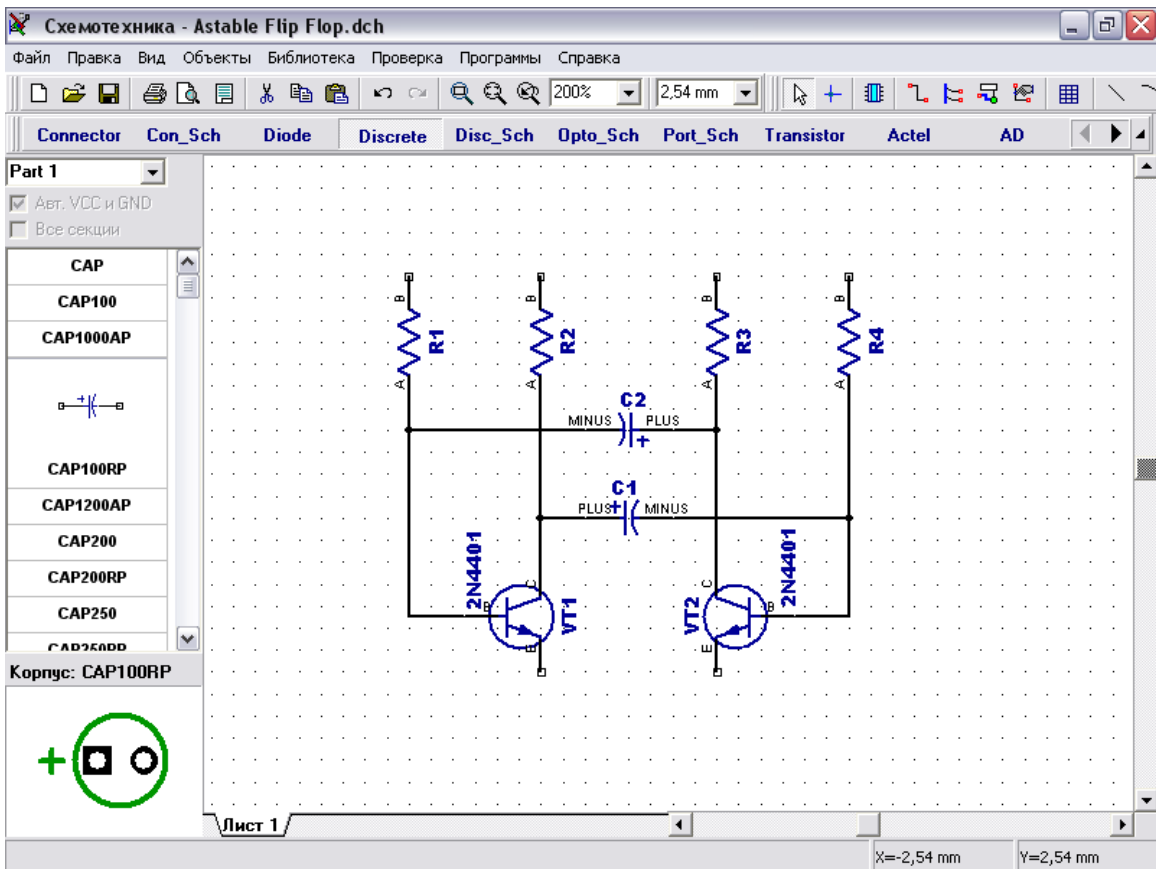 Схемотехника - Astable Flip Flop.dch
Файл Правка Вид Объекты Библиотека Проверка Программы Справка
200% 2,54 mm
Connector Con_Sch Diode Discrete Disc_Sch Opto_Sch Port_Sch Transistor Actel AD
Part 1
Авт. VCC и GND
Все секции
CAP
CAP100
CAP1000AP
CAP100RP
CAP1200AP
CAP200
CAP200RP
CAP250
CAP250RP
Корпус: CAP100RP
B B B B
R1 R2 R3 R4
A A A A
C2
MINUS PLUS
C1
PLUS MINUS
2N4401 2N4401
C C
B VT1 VT2 B
E E
Лист 1
X=-2,54 mm Y=2,54 mm